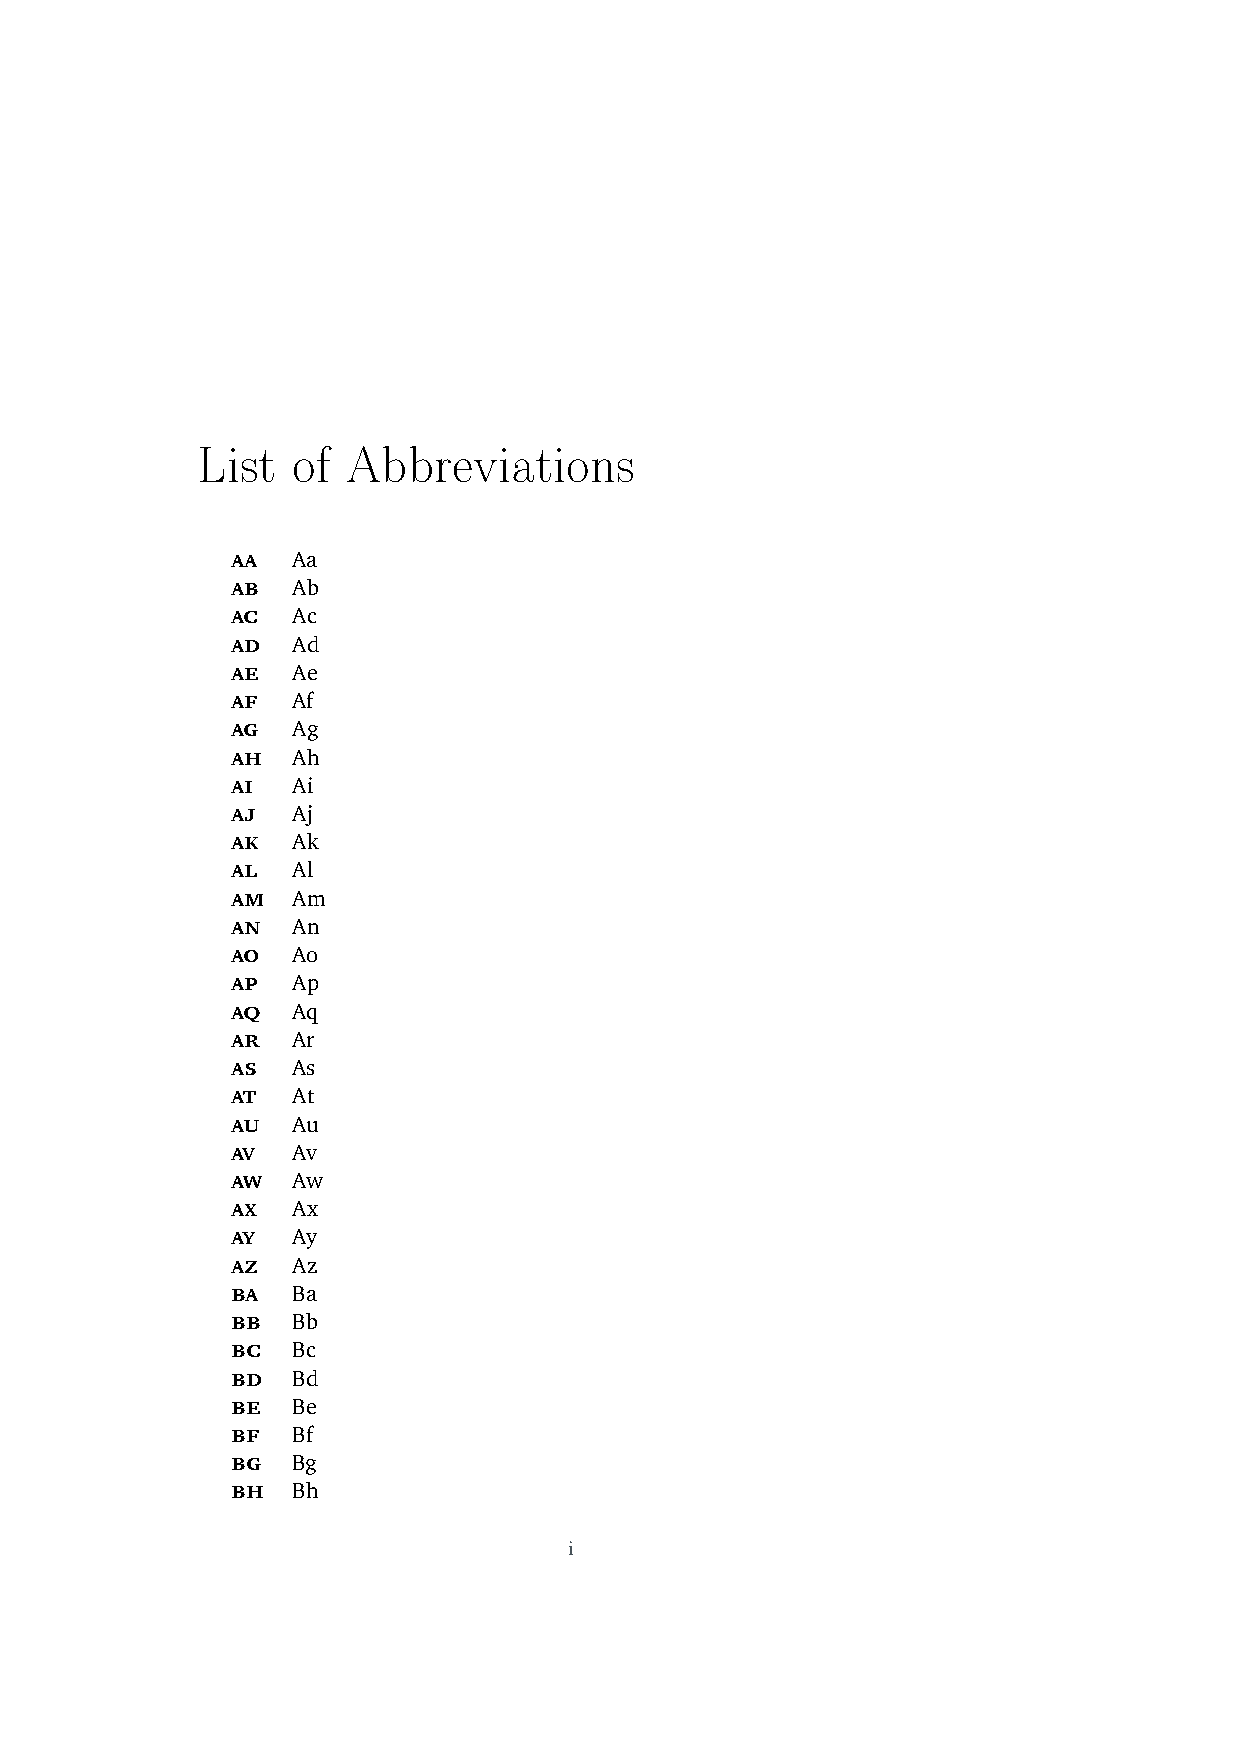 List of Abbreviations
AA Aa
AB Ab
AC Ac
AD Ad
AE Ae
AF Af
AG Ag
AH Ah
AI Ai
AJ Aj
AK Ak
AL Al
AM Am
AN An
AO Ao
AP Ap
AQ Aq
AR Ar
AS As
AT At
AU Au
AV Av
AW Aw
AX Ax
AY Ay
AZ Az
BA Ba
BB Bb
BC Bc
BD Bd
BE Be
BF Bf
BG Bg
BH Bh
i